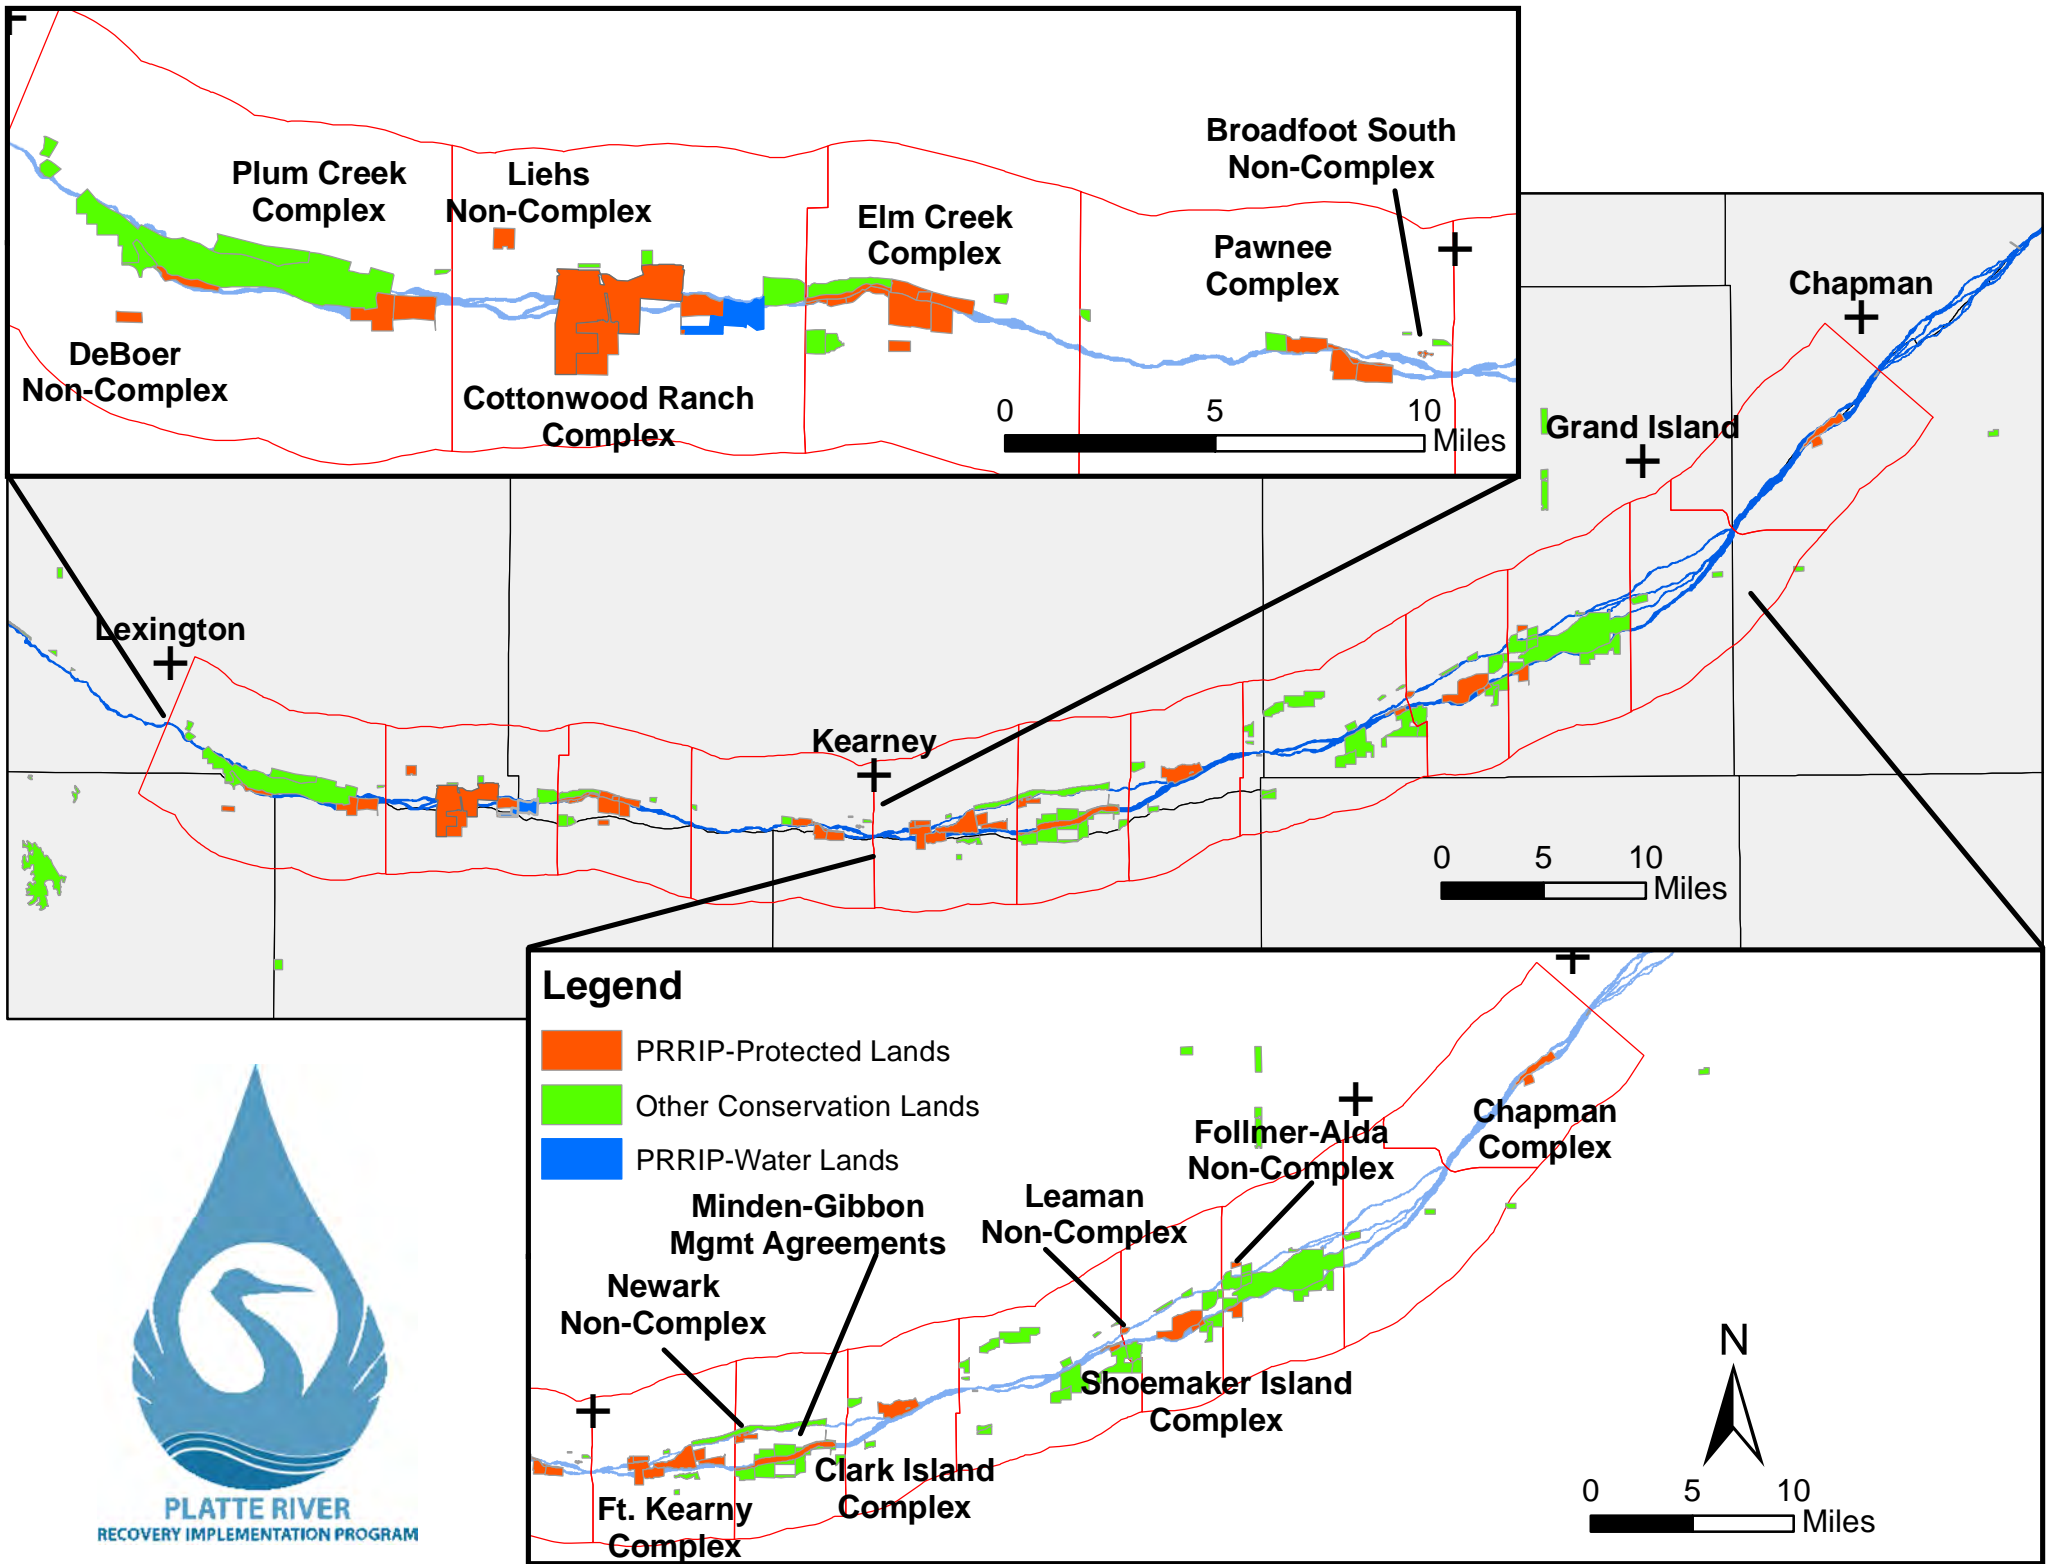 Broadfoot South
Non-Complex
Plum Creek
Complex
Liehs
Non-Complex
Elm Creek
Complex
Pawnee
Complex
DeBoer
Non-Complex
Cottonwood Ranch
Complex
0 5 10
Miles
Chapman
Grand Island
Lexington
Kearney
0 5 10
Miles
Legend
PRRIP-Protected Lands
Other Conservation Lands
PRRIP-Water Lands
Chapman
Complex
Follmer-Alda
Non-Complex
Leaman
Non-Complex
Minden-Gibbon
Mgmt Agreements
Newark
Non-Complex
Shoemaker Island
Complex
Clark Island
Complex
Ft. Kearny
Complex
N
0 5 10
Miles
PLATTE RIVER
RECOVERY IMPLEMENTATION PROGRAM